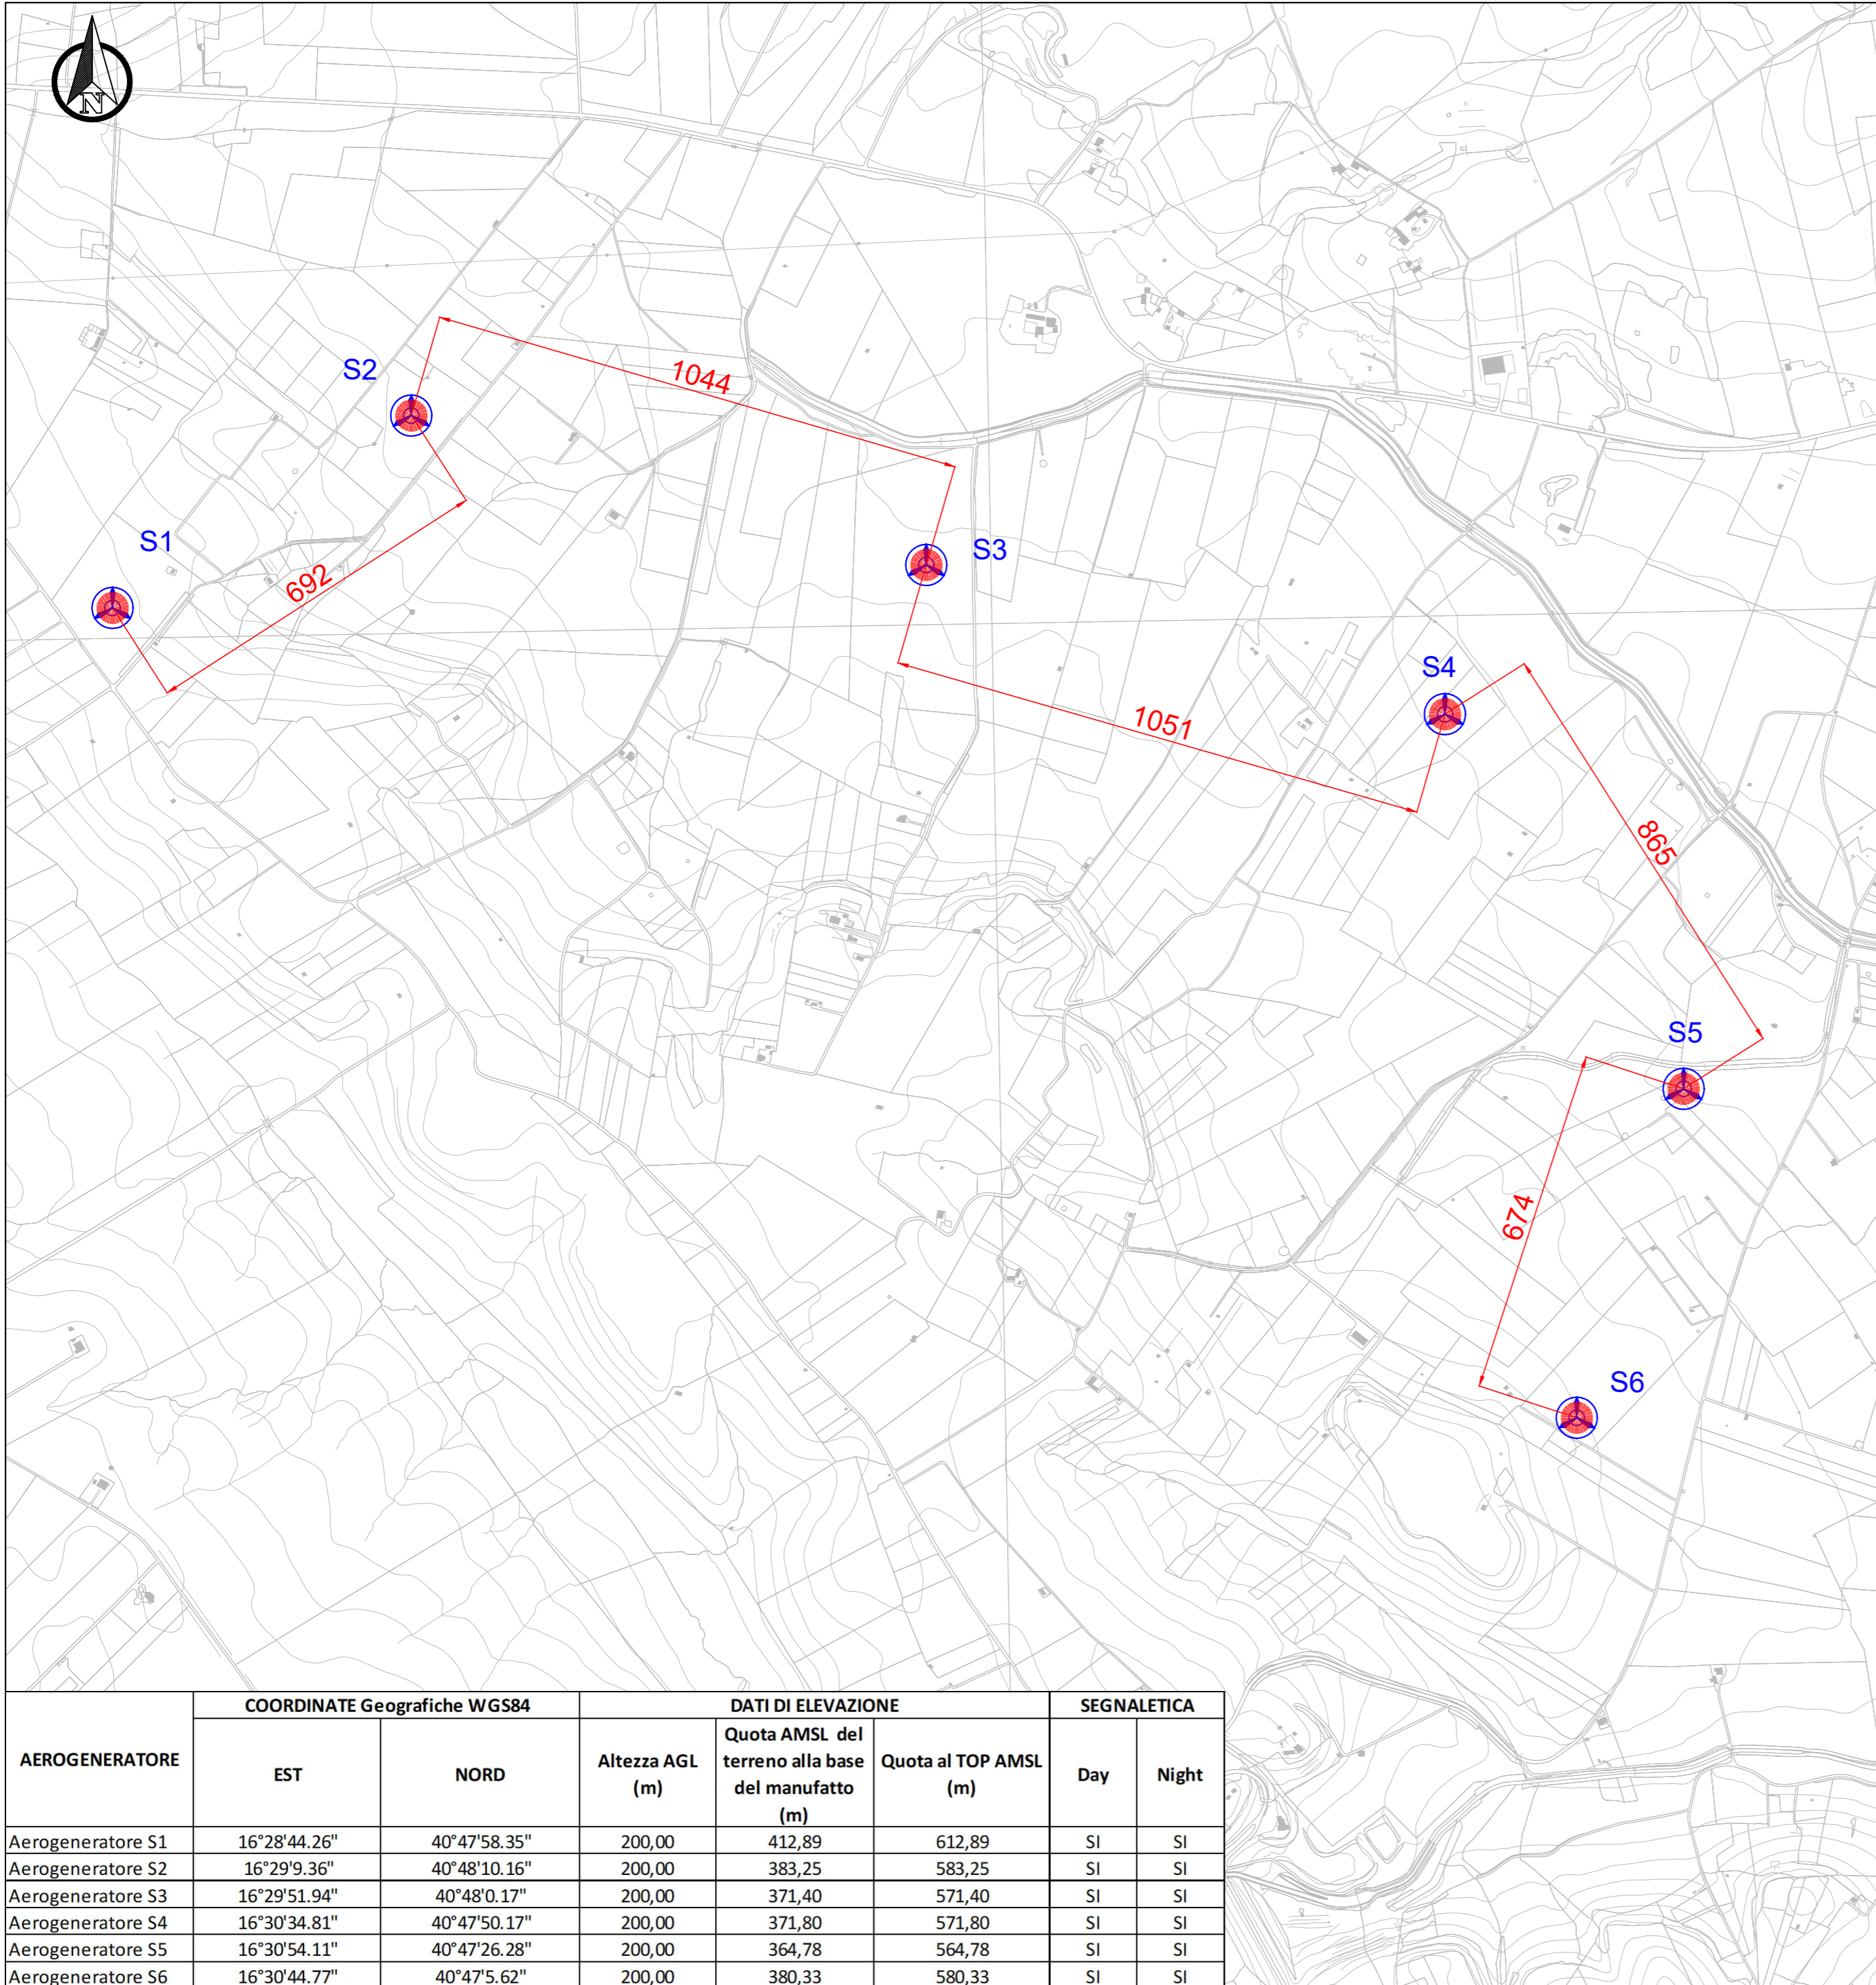 N
S2
1044
S1
692
S3
S4
1051
865
S5
674
S6
AEROGENERATORE
COORDINATE Geografiche WGS84
DATI DI ELEVAZIONE
SEGNALETICA
EST
NORD
Altezza AGL
(m)
Quota AMSL del
terreno alla base
del manufatto
(m)
Quota al TOP AMSL
(m)
Day
Night
Aerogeneratore S1 16°28'44.26" 40°47'58.35" 200,00 412,89 612,89 SI SI
Aerogeneratore S2 16°29'9.36" 40°48'10.16" 200,00 383,25 583,25 SI SI
Aerogeneratore S3 16°29'51.94" 40°48'0.17" 200,00 371,40 571,40 SI SI
Aerogeneratore S4 16°30'34.81" 40°47'50.17" 200,00 371,80 571,80 SI SI
Aerogeneratore S5 16°30'54.11" 40°47'26.28" 200,00 364,78 564,78 SI SI
Aerogeneratore S6 16°30'44.77" 40°47'5.62" 200,00 380,33 580,33 SI SI